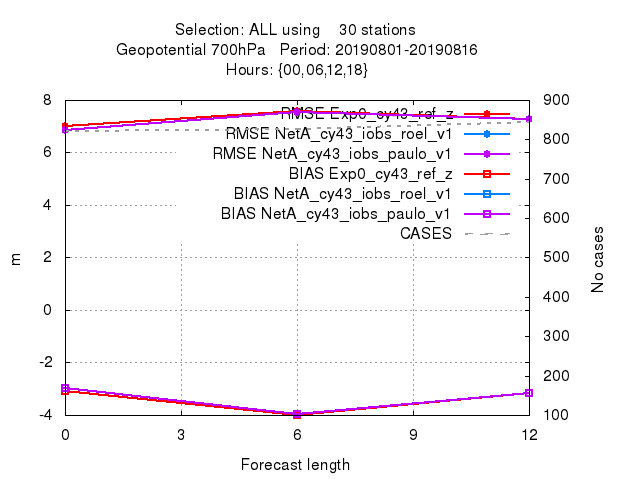 Selection: ALL using    30 stations
Geopotential 700hPa   Period: 20190801-20190816
Hours: {00,06,12,18}
RMSE Exp0_cy43_ref_z
RMSE NetA_cy43_iobs_roel_v1
RMSE NetA_cy43_iobs_paulo_v1
BIAS Exp0_cy43_ref_z
BIAS NetA_cy43_iobs_roel_v1
BIAS NetA_cy43_iobs_paulo_v1
CASES
8
6
4
2
0
-2
-4
m
900
800
700
600
500
400
300
200
100
No cases
0
3
6
9
12
Forecast length